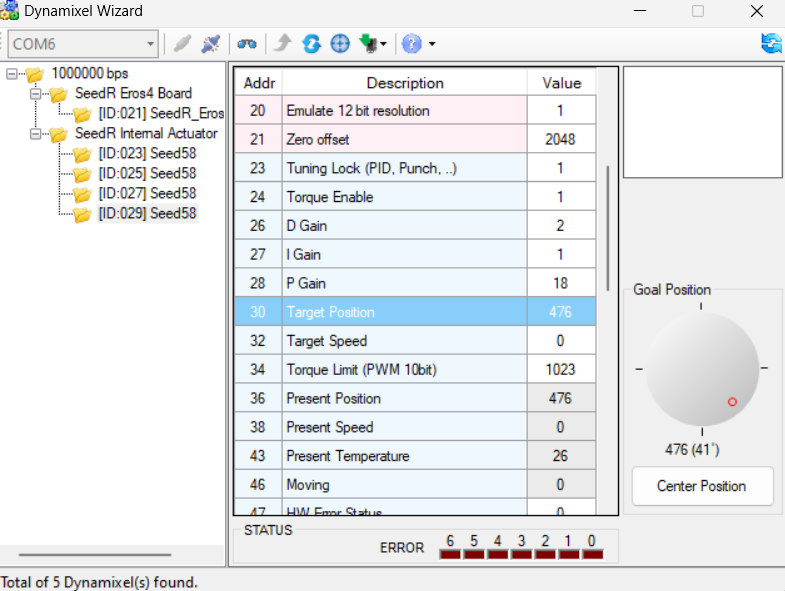 Dynamixel Wizard
COM6
1000000 bps
SeedR Eros4 Board
[ID:021] SeedR_Eros
SeedR Internal Actuator
[ID:023] Seed58
[ID:025] Seed58
[ID:027] Seed58
[ID:029] Seed58
Addr Description Value
20 Emulate 12 bit resolution 1
21 Zero offset 2048
23 Tuning Lock (PID, Punch, ..) 1
24 Torque Enable 1
26 D Gain 2
27 I Gain 1
28 P Gain 18
30 Target Position 476
32 Target Speed 0
34 Torque Limit (PWM 10bit) 1023
36 Present Position 476
38 Present Speed 0
43 Present Temperature 26
46 Moving 0
47 HW Error Status 0
STATUS
ERROR 6 5 4 3 2 1 0
Goal Position
476 (41˚)
Center Position
Total of 5 Dynamixel(s) found.